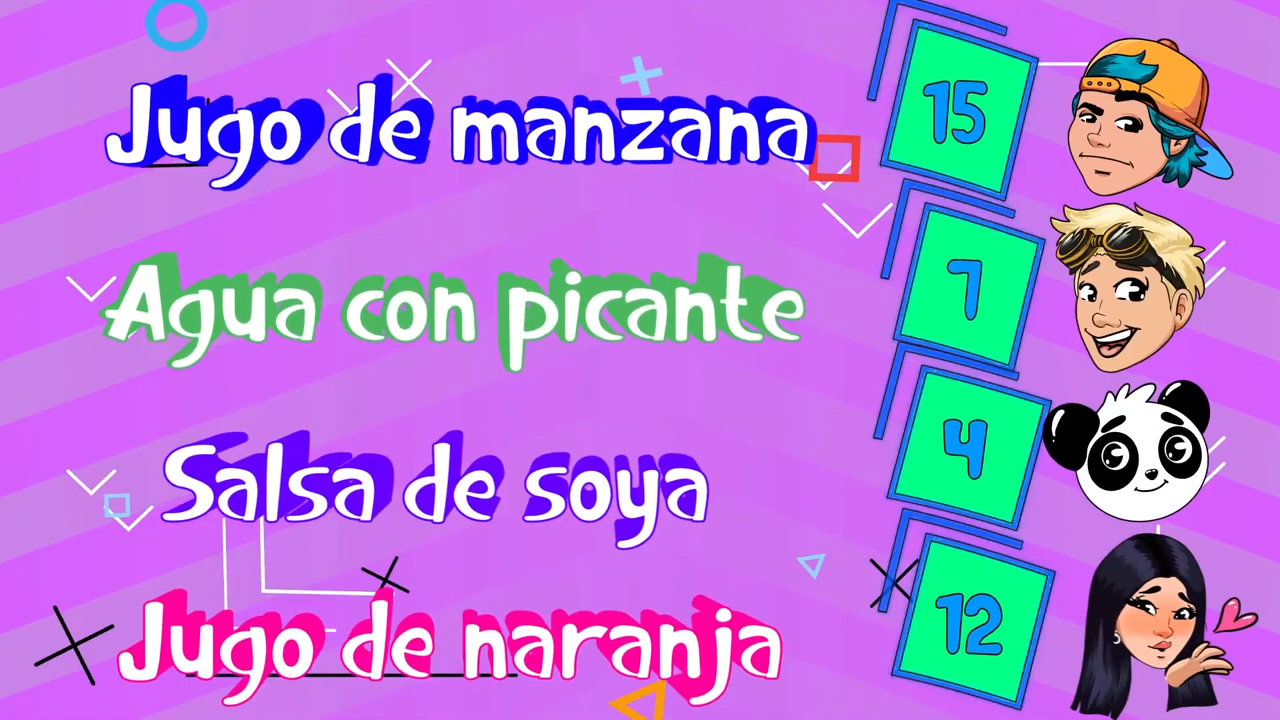 Jugo de manzana 15
Agua con picante 7
Salsa de soya 4
Jugo de naranja 12